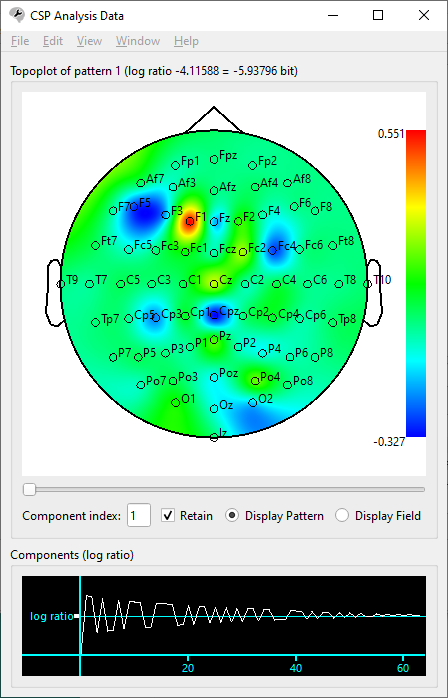 CSP Analysis Data
File Edit View Window Help
Topoplot of pattern 1 (log ratio -4.11588 = -5.93796 bit)
0.551
Fp1 Fpz Fp2
Af7 Af3 Afz Af4 Af8
F7 F5 F3 F1 Fz F2 F4 F6 F8
Ft7 Fc5 Fc3 Fc1 Fcz Fc2 Fc4 Fc6 Ft8
T9 T7 C5 C3 C1 Cz C2 C4 C6 T8 T10
Tp7 Cp5 Cp3 Cp1 Cpz Cp2 Cp4 Cp6 Tp8
P7 P5 P3 P1 Pz P2 P4 P6 P8
Po7 Po3 Poz Po4 Po8
O1 Oz O2
Iz
-0.327
Component index: 1 Retain Display Pattern Display Field
Components (log ratio)
log ratio
20 40 60